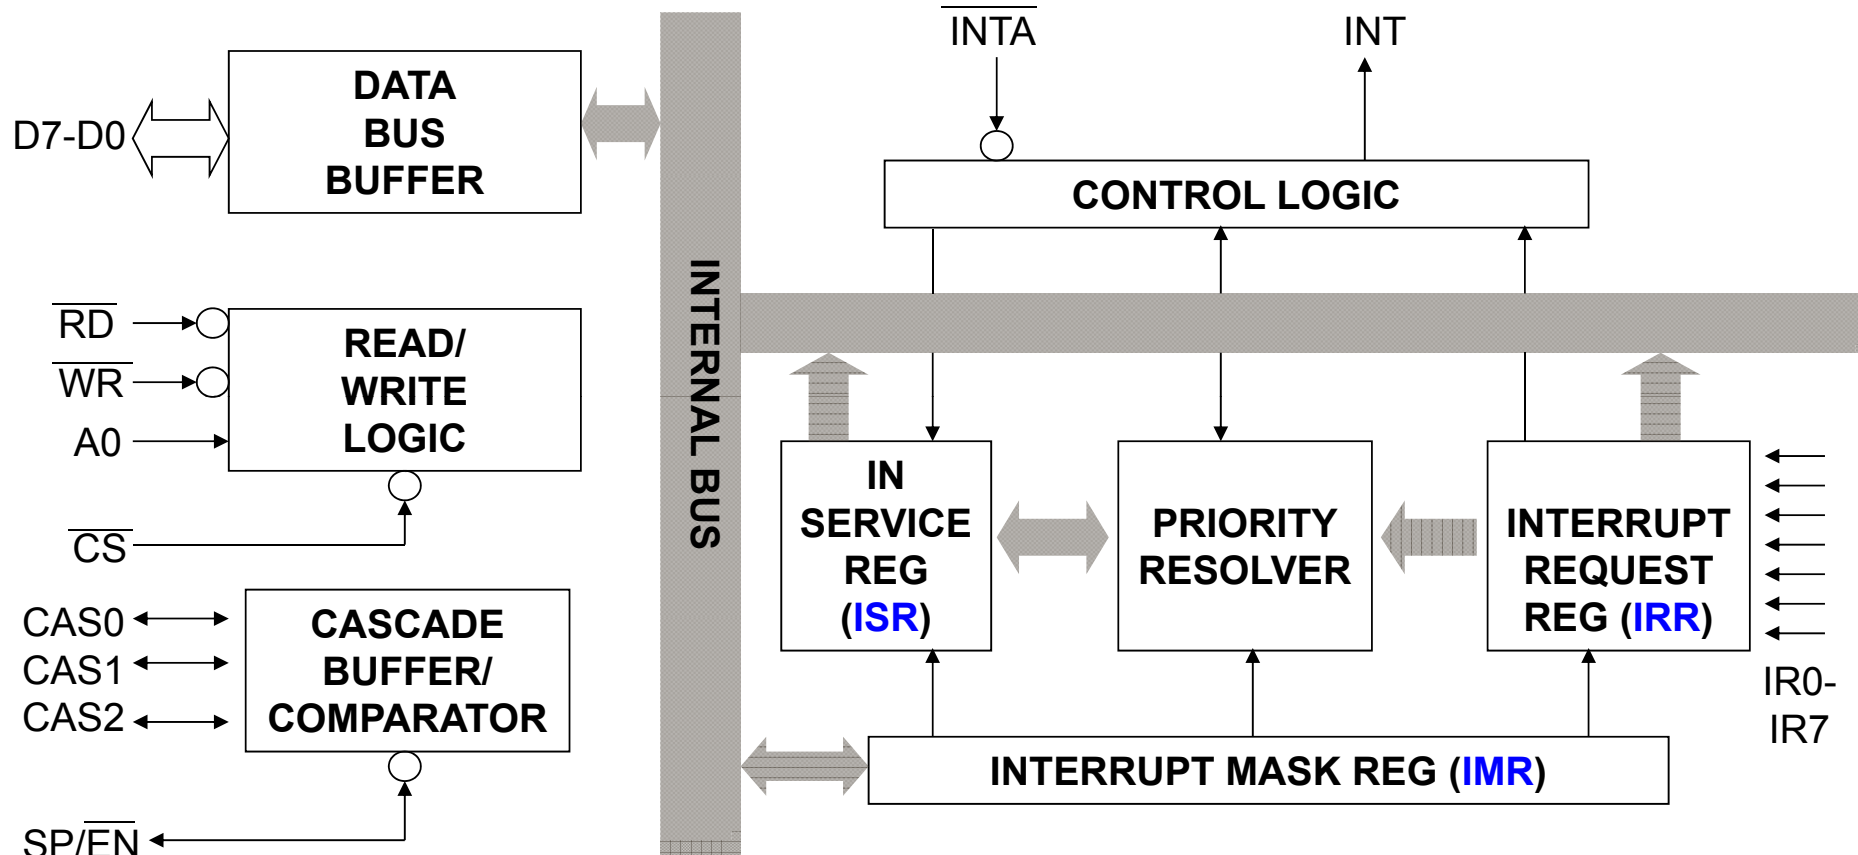 INTA
INT
D7-D0
DATA
BUS
BUFFER
CONTROL LOGIC
RD
WR
A0
CS
READ/
WRITE
LOGIC
INTERNAL BUS
IN
SERVICE
REG
(ISR)
PRIORITY
RESOLVER
INTERRUPT
REQUEST
REG (IRR)
IR0-
IR7
CAS0
CAS1
CAS2
CASCADE
BUFFER/
COMPARATOR
SP/EN
INTERRUPT MASK REG (IMR)